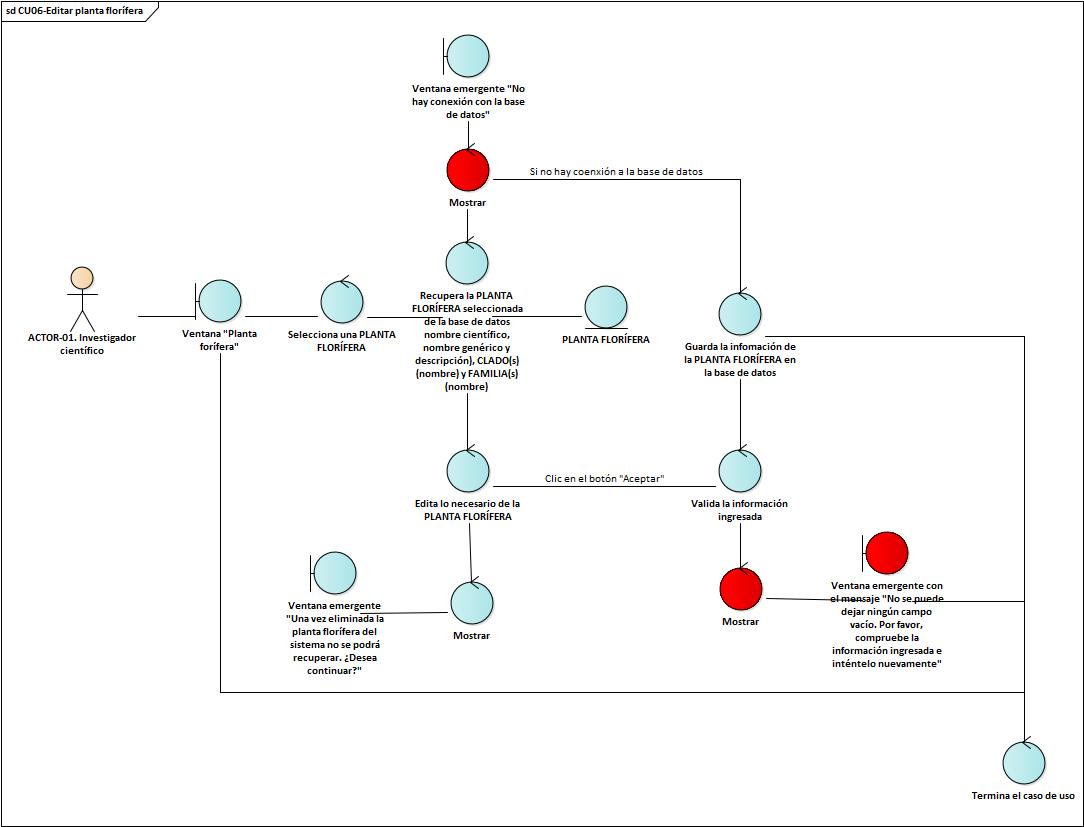 sd CU06-Editar planta florífera
Ventana emergente "No
hay conexión con la base
de datos"
Mostrar
Si no hay coenxión a la base de datos
ACTOR-01. Investigador
científico
Ventana "Planta
forífera"
Selecciona una PLANTA
FLORÍFERA
Recupera la PLANTA
FLORÍFERA seleccionada
de la base de datos
nombre científico,
nombre genérico y
descripción), CLADO(s)
(nombre) y FAMILIA(s)
(nombre)
PLANTA FLORÍFERA
Guarda la infomación de
la PLANTA FLORÍFERA en
la base de datos
Edita lo necesario de la
PLANTA FLORÍFERA
Clic en el botón "Aceptar"
Valida la información
ingresada
Ventana emergente
"Una vez eliminada la
planta florífera del
sistema no se podrá
recuperar. ¿Desea
continuar?"
Mostrar
Mostrar
Ventana emergente con
el mensaje "No se puede
dejar ningún campo
vacío. Por favor,
compruebe la
información ingresada e
inténtelo nuevamente"
Termina el caso de uso